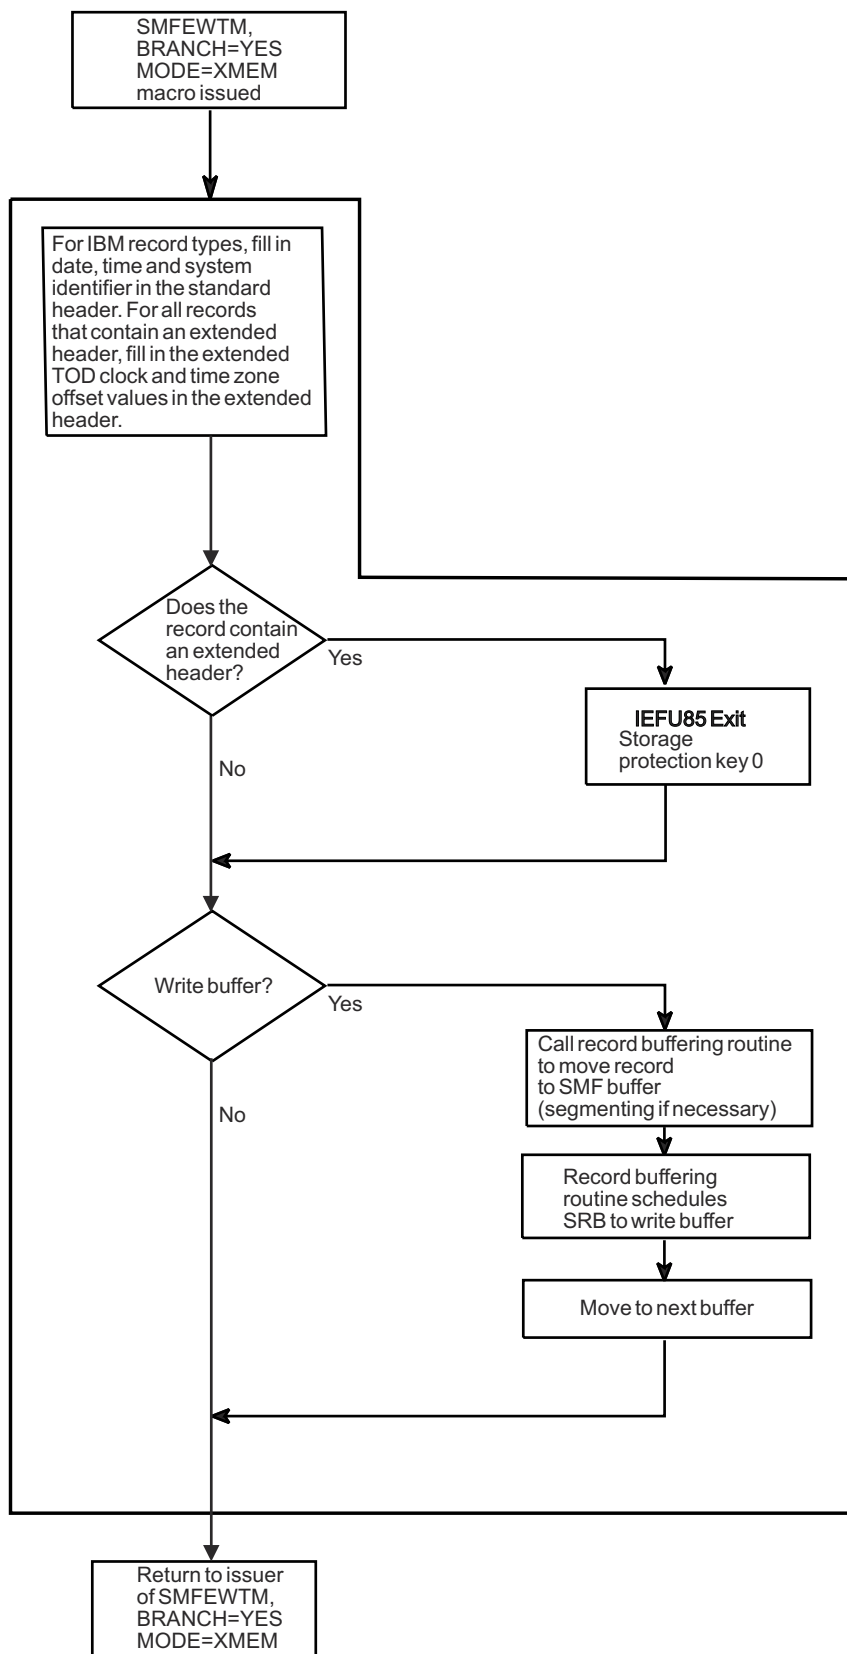 SMFEWTM,
BRANCH=YES
MODE=XMEM
macro issued
For IBM record types, fill in
date, time and system
identifier in the standard
header. For all records
that contain an extended
header, fill in the extended
TOD clock and time zone
offset values in the extended
header.
Does the
record contain
an extended
header?
Yes
IEFU85 Exit
Storage
protection key 0
No
Write buffer?
Yes
Call record buffering routine
to move record
to SMF buffer
(segmenting if necessary)
No
Record buffering
routine schedules
SRB to write buffer
Move to next buffer
Return to issuer
of SMFEWTM,
BRANCH=YES
MODE=XMEM